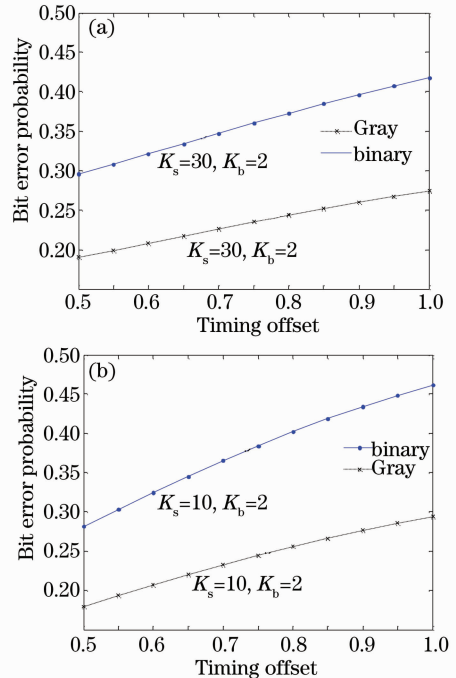 (a)
0.50
0.45
0.40
0.35
0.30
0.25
0.20
Bit error probability
Gray
binary
Ks=30, Kb=2
Ks=30, Kb=2
0.5 0.6 0.7 0.8 0.9 1.0
Timing offset
(b)
0.50
0.45
0.40
0.35
0.30
0.25
0.20
Bit error probability
binary
Gray
Ks=10, Kb=2
Ks=10, Kb=2
0.5 0.6 0.7 0.8 0.9 1.0
Timing offset